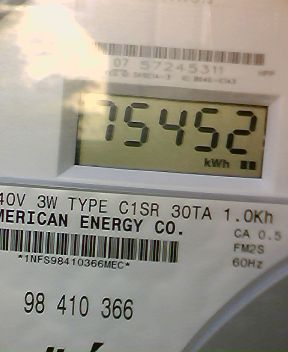 07 57245311
75452
kWh
40V 3W TYPE C1SR 30TA 1.0Kh
MERICAN ENERGY CO.
CA 0.5
FM2S
60Hz
*1NFS98410366MEC*
98 410 366